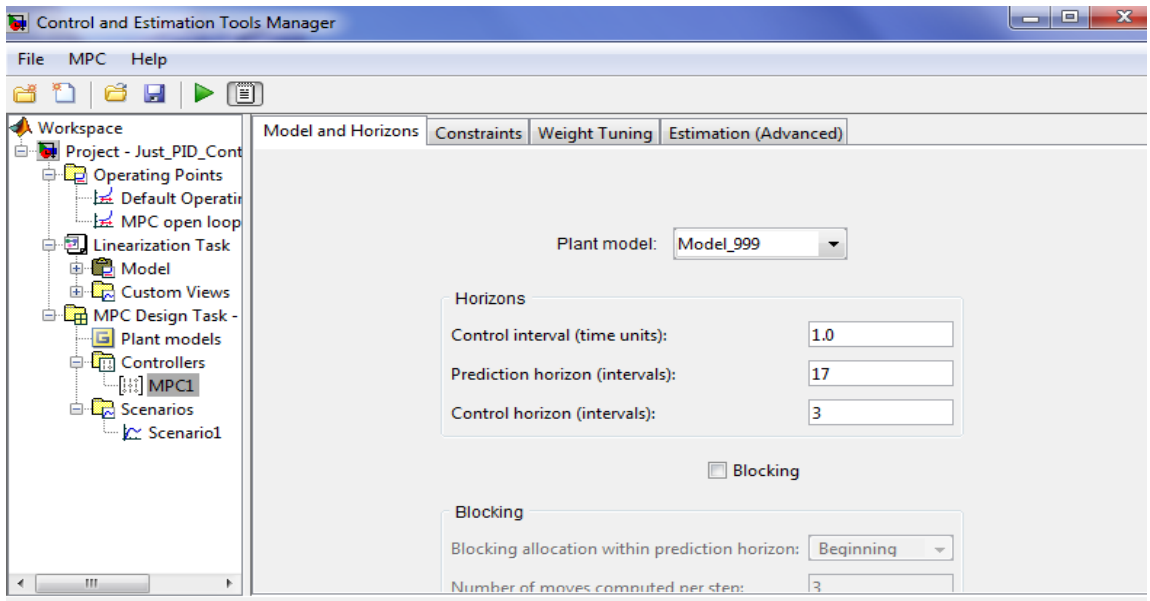 Control and Estimation Tools Manager
File MPC Help
Workspace
Project - Just_PID_Cont
Operating Points
Default Operatin
MPC open loop
Linearization Task
Model
Custom Views
MPC Design Task -
Plant models
Controllers
MPC1
Scenarios
Scenario1
Model and Horizons Constraints Weight Tuning Estimation (Advanced)
Plant model: Model_999
Horizons
Control interval (time units): 1.0
Prediction horizon (intervals): 17
Control horizon (intervals): 3
Blocking
Blocking
Blocking allocation within prediction horizon: Beginning
Number of moves computed per step: 3